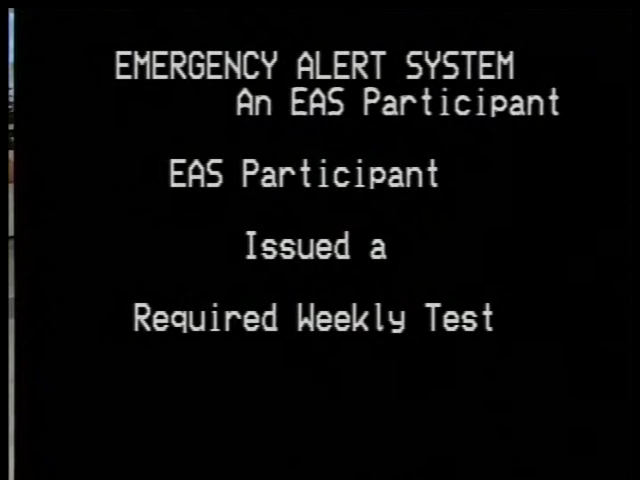 EMERGENCY ALERT SYSTEM
An EAS Participant
EAS Participant
Issued a
Required Weekly Test